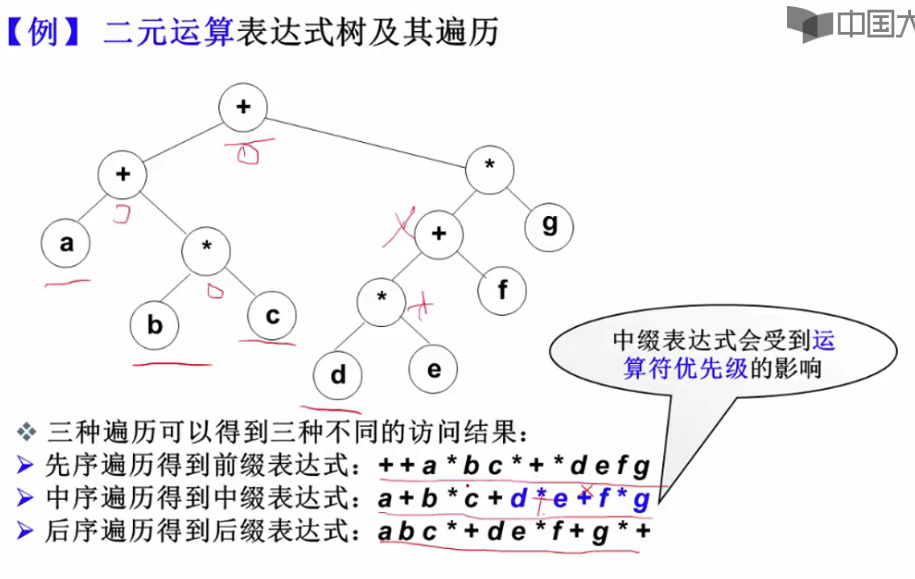 【例】 二元运算表达式树及其遍历
中国大
+
+
*
a
*
+
g
b
c
*
f
d
e
中缀表达式会受到运
算符优先级的影响
❖ 三种遍历可以得到三种不同的访问结果：
➢ 先序遍历得到前缀表达式：+ + a * b c * + * d e f g
➢ 中序遍历得到中缀表达式：a + b * c + d * e + f * g
➢ 后序遍历得到后缀表达式：a b c * + d e * f + g * +